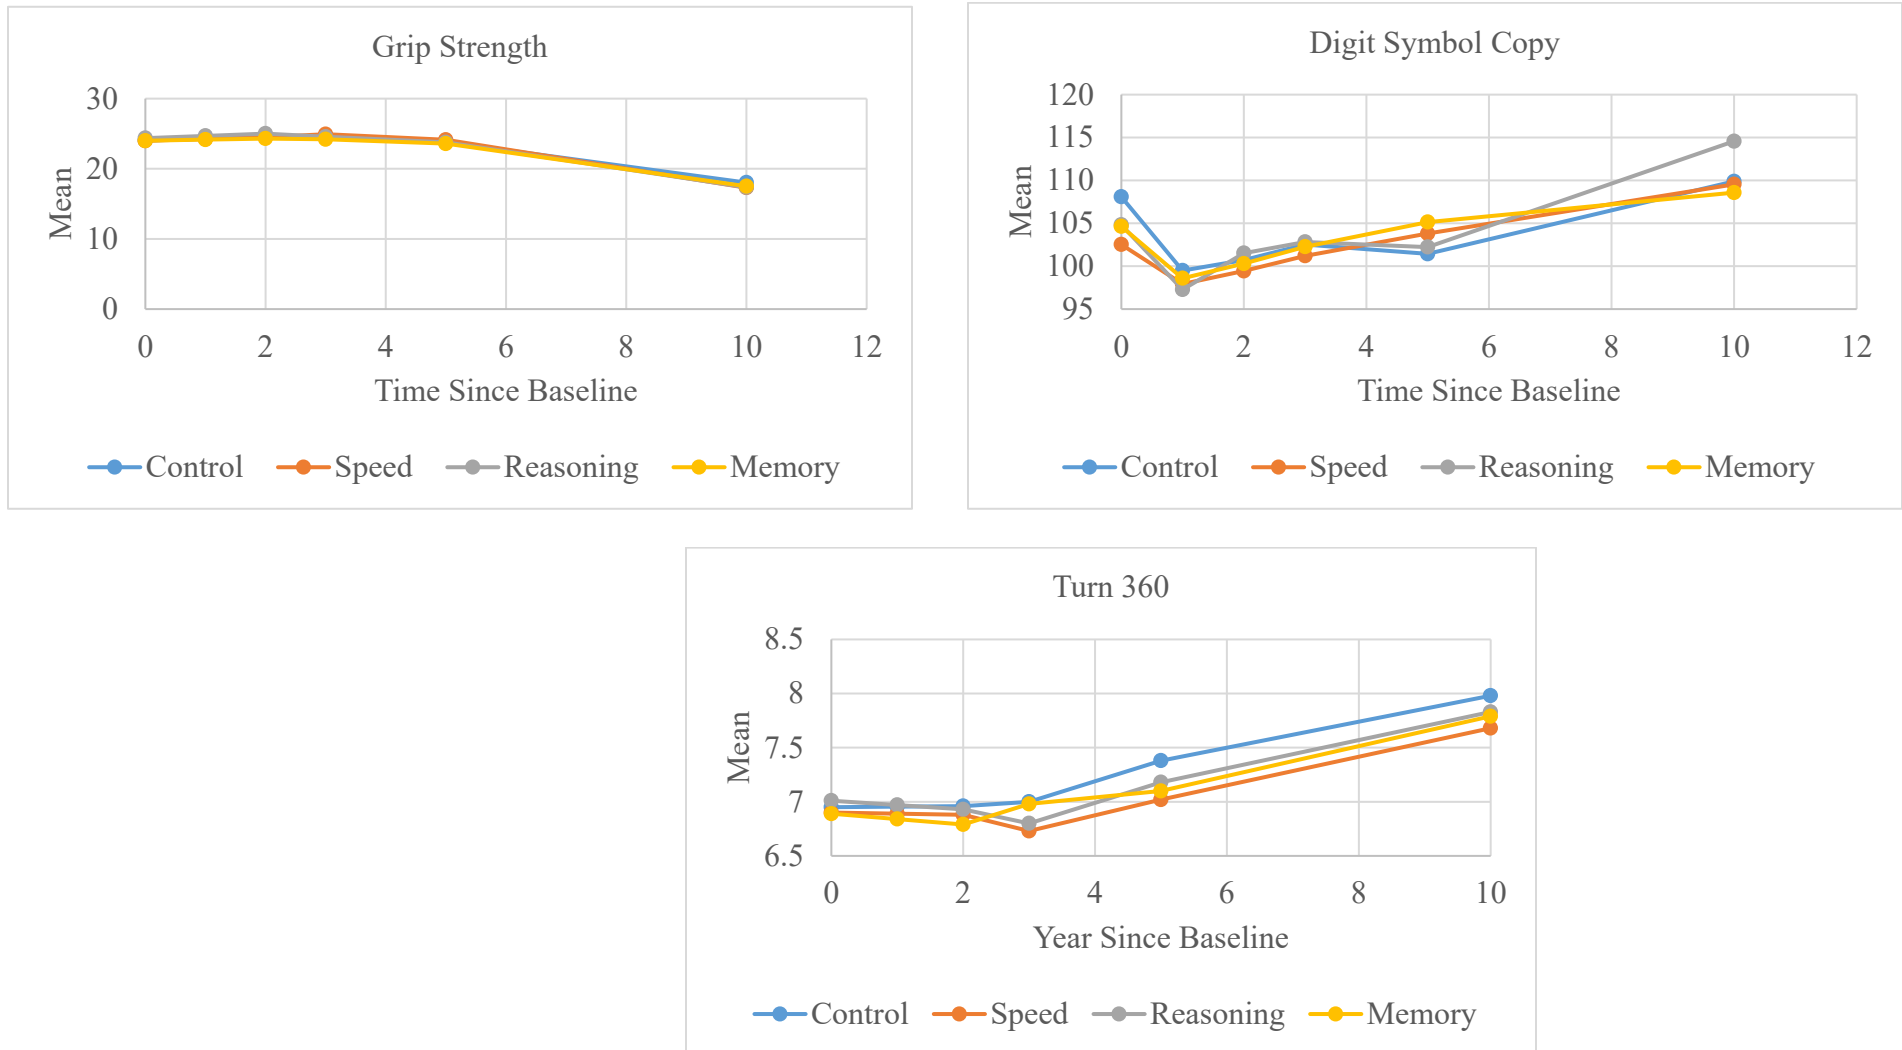 Grip Strength
30
20
10
0
Mean
0 2 4 6 8 10 12
Time Since Baseline
Control Speed Reasoning Memory
Digit Symbol Copy
120
115
110
105
100
95
Mean
0 2 4 6 8 10 12
Time Since Baseline
Control Speed Reasoning Memory
Turn 360
8.5
8
7.5
7
6.5
Mean
0 2 4 6 8 10
Year Since Baseline
Control Speed Reasoning Memory